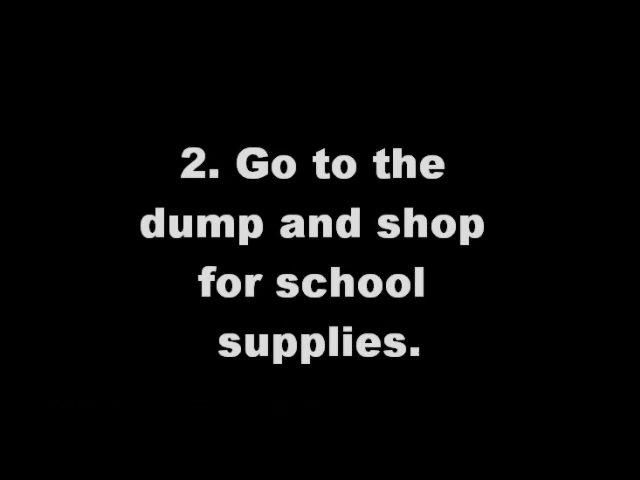 2. Go to the
dump and shop
for school
supplies.